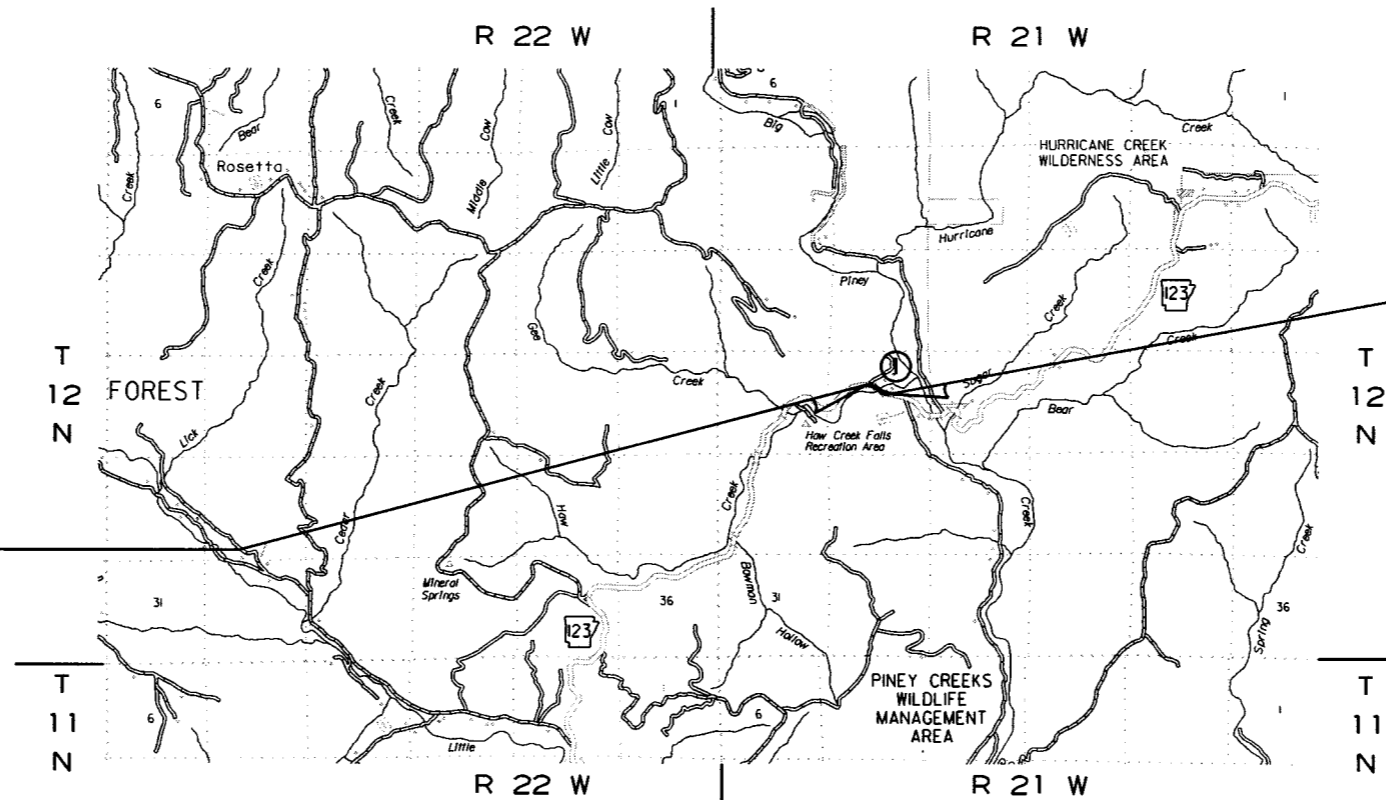 R 22 W
R 21 W
6
Bear
Creek
Cow
Middle
Cow
Little
1
6
Big
Creek
1
HURRICANE CREEK
WILDERNESS AREA
Rosetta
Creek
Hurricane
Creek
Piney
Creek
123
Gee
Creek
Creek
T
12
N
FOREST
Creek
Creek
1
Sugar
Bear
T
12
N
Haw Creek Falls
Recreation Area
Lick
Cedar
Haw
Creek
Creek
Creek
Mineral
Springs
Bowman
31
36
31
36
123
Hollow
Spring
T
11
N
6
PINEY CREEKS
WILDLIFE
MANAGEMENT
AREA
6
1
T
11
N
Little
R 22 W
R 21 W